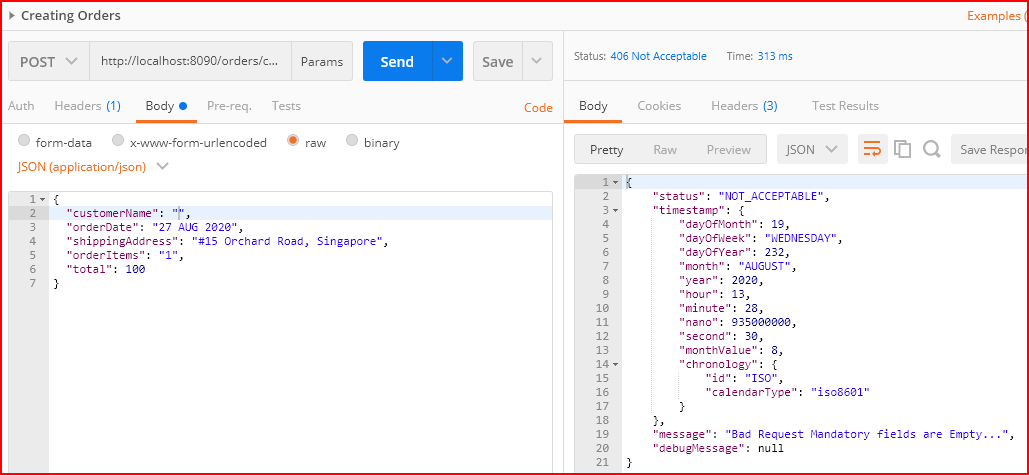 Creating Orders
Examples (
POST http://localhost:8090/orders/c... Params Send Save
Status: 406 Not Acceptable Time: 313 ms
Auth Headers (1) Body Pre-req. Tests Code
Body Cookies Headers (3) Test Results
form-data x-www-form-urlencoded raw binary
Pretty Raw Preview JSON Save Respon
JSON (application/json)
1 {
2 "customerName": "",
3 "orderDate": "27 AUG 2020",
4 "shippingAddress": "#15 Orchard Road, Singapore",
5 "orderItems": "1",
6 "total": 100
7 }
1 {
2 "status": "NOT_ACCEPTABLE",
3 "timestamp": {
4 "dayOfMonth": 19,
5 "dayOfWeek": "WEDNESDAY",
6 "dayOfYear": 232,
7 "month": "AUGUST",
8 "year": 2020,
9 "hour": 13,
10 "minute": 28,
11 "nano": 935000000,
12 "second": 30,
13 "monthValue": 8,
14 "chronology": {
15 "id": "ISO",
16 "calendarType": "iso8601"
17 }
18 },
19 "message": "Bad Request Mandatory fields are Empty...",
20 "debugMessage": null
21 }